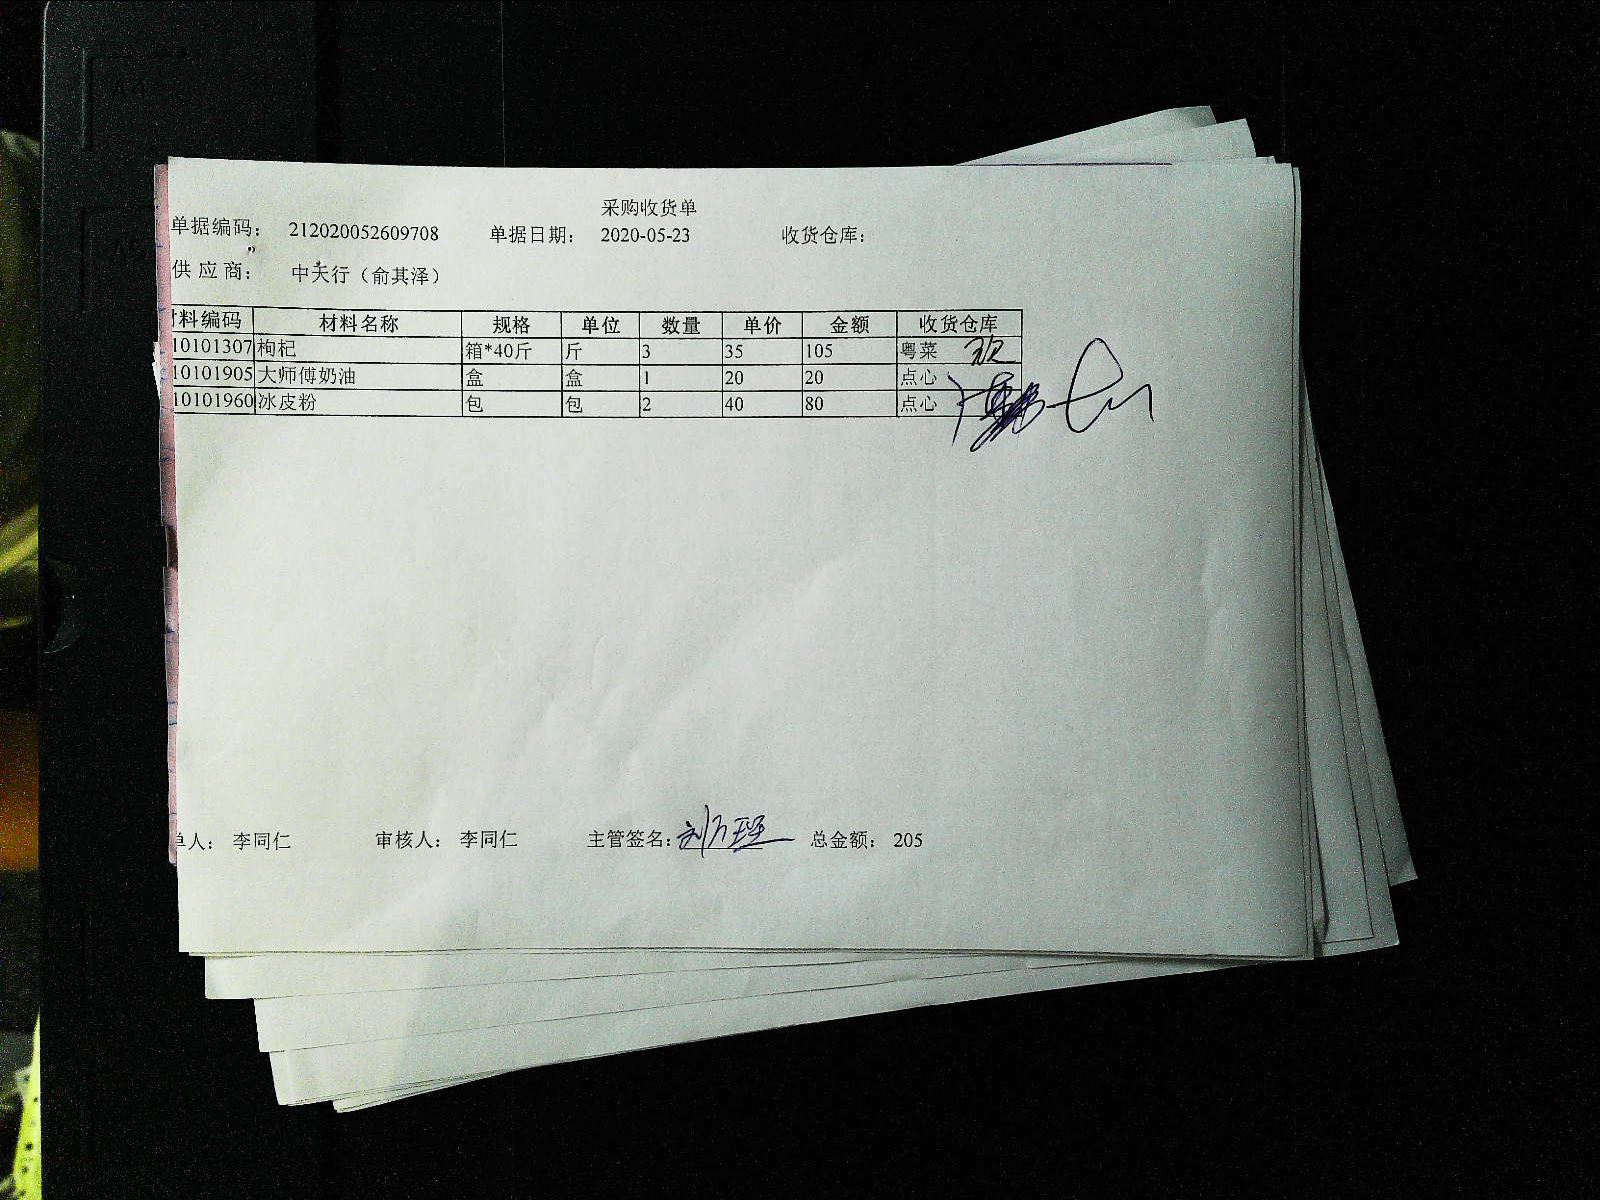 采购收货单
单据编码： 212020052609708 单据日期： 2020-05-23 收货仓库：
供应商： 中天行（俞其泽）
材料编码 材料名称 规格 单位 数量 单价 金额 收货仓库
10101307 枸杞 箱*40斤 斤 3 35 105 粤菜
10101905 大师傅奶油 盒 盒 1 20 20 点心
10101960 冰皮粉 包 包 2 40 80 点心
单人： 李同仁 审核人： 李同仁 主管签名： 总金额： 205